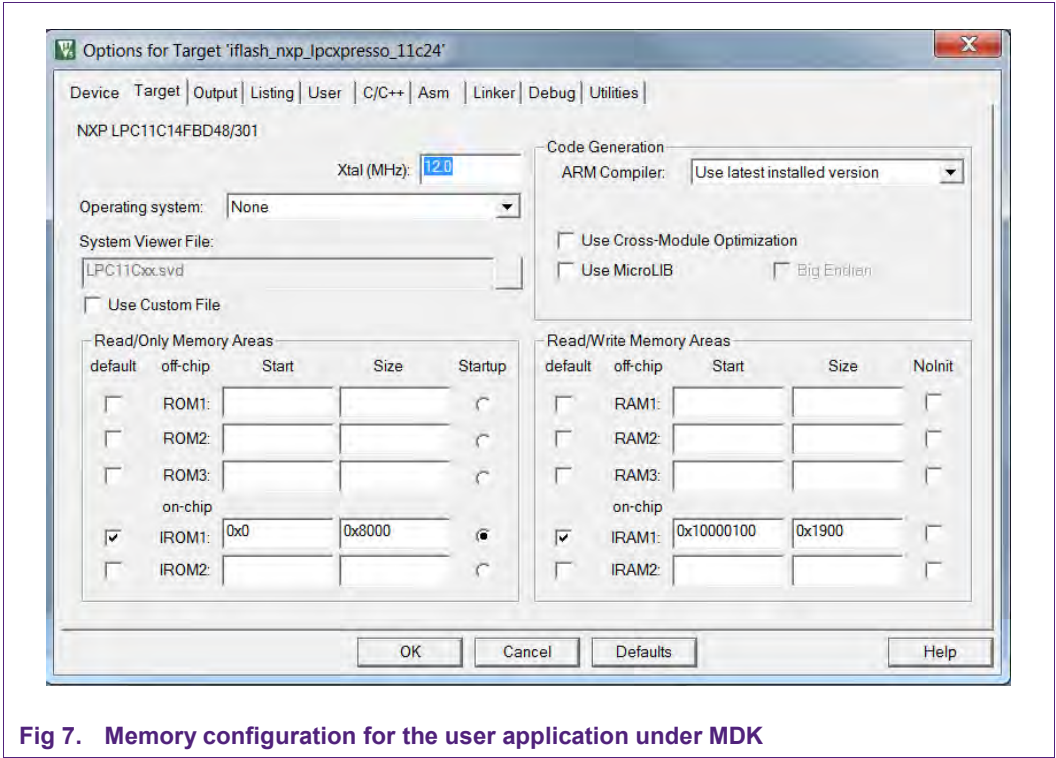 Options for Target 'iflash_nxp_lpcxpresso_11c24'
Device Target Output Listing User C/C++ Asm Linker Debug Utilities
NXP LPC11C14FBD48/301
Xtal (MHz): 12.0
Operating system: None
System Viewer File:
LPC11Cxx.svd
Use Custom File
Code Generation
ARM Compiler: Use latest installed version
Use Cross-Module Optimization
Use MicroLIB Big Endian
Read/Only Memory Areas
default off-chip Start Size Startup
ROM1:
ROM2:
ROM3:
on-chip
IROM1: 0x0 0x8000
IROM2:
Read/Write Memory Areas
default off-chip Start Size NoInit
RAM1:
RAM2:
RAM3:
on-chip
IRAM1: 0x10000100 0x1900
IRAM2:
OK Cancel Defaults Help
Fig 7. Memory configuration for the user application under MDK